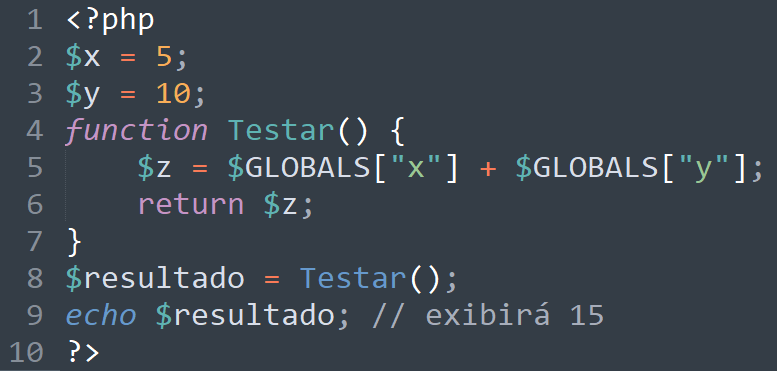 1 <?php
2 $x = 5;
3 $y = 10;
4 function Testar() {
5     $z = $GLOBALS["x"] + $GLOBALS["y"];
6     return $z;
7 }
8 $resultado = Testar();
9 echo $resultado; // exibirá 15
10 ?>